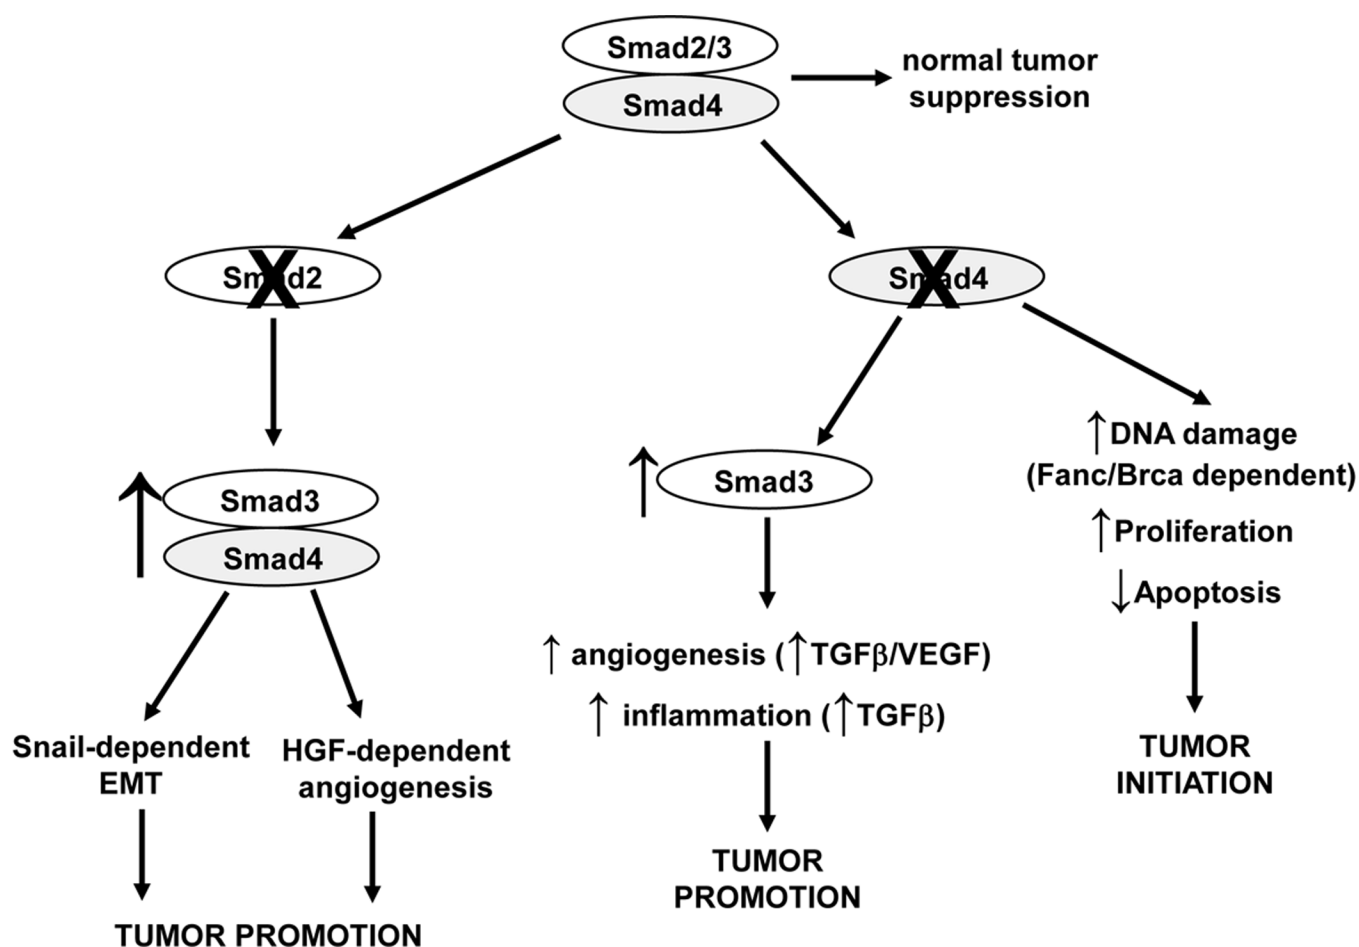 Smad2/3
Smad4
normal tumor
suppression
Smad2
X
Smad4
X
Smad3
Smad4
Snail-dependent
EMT
HGF-dependent
angiogenesis
TUMOR PROMOTION
↑ Smad3
↑ angiogenesis (↑TGFβ/VEGF)
↑ inflammation (↑TGFβ)
TUMOR
PROMOTION
↑DNA damage
(Fanc/Brca dependent)
↑Proliferation
↓Apoptosis
TUMOR
INITIATION